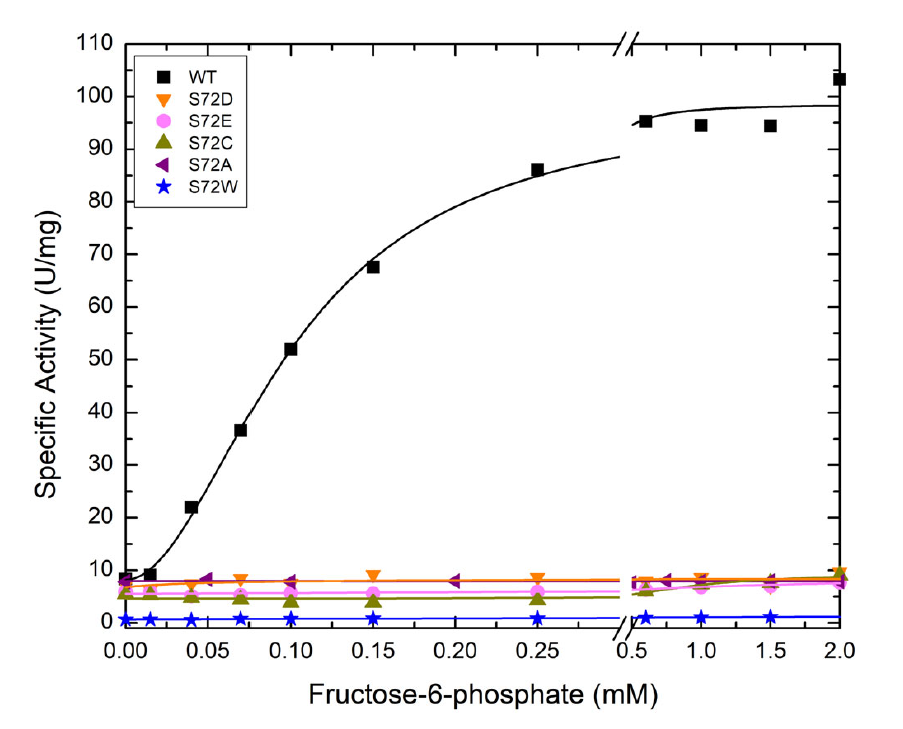 110
100
90
80
70
60
50
40
30
20
10
0
Specific Activity (U/mg)
WT
S72D
S72E
S72C
S72A
S72W
0.00 0.05 0.10 0.15 0.20 0.25 0.5 1.0 1.5 2.0
Fructose-6-phosphate (mM)